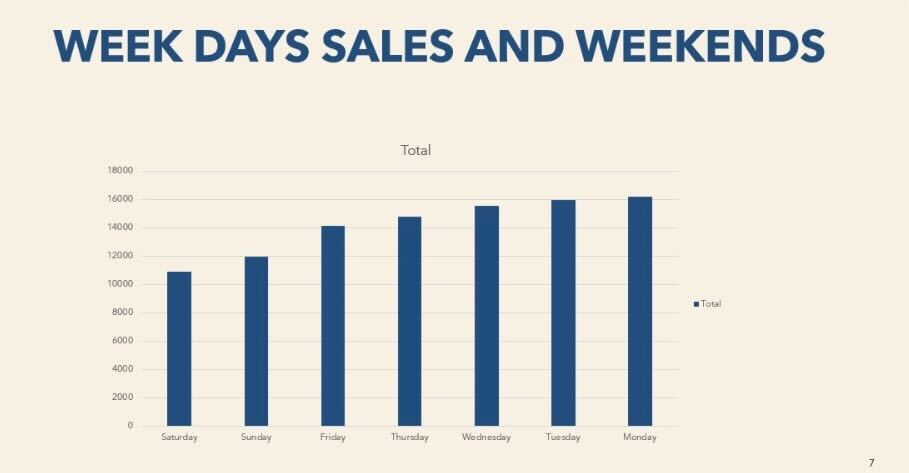 WEEK DAYS SALES AND WEEKENDS
Total
18000
16000
14000
12000
10000
8000
6000
4000
2000
0
Saturday Sunday Friday Thursday Wednesday Tuesday Monday
Total
7